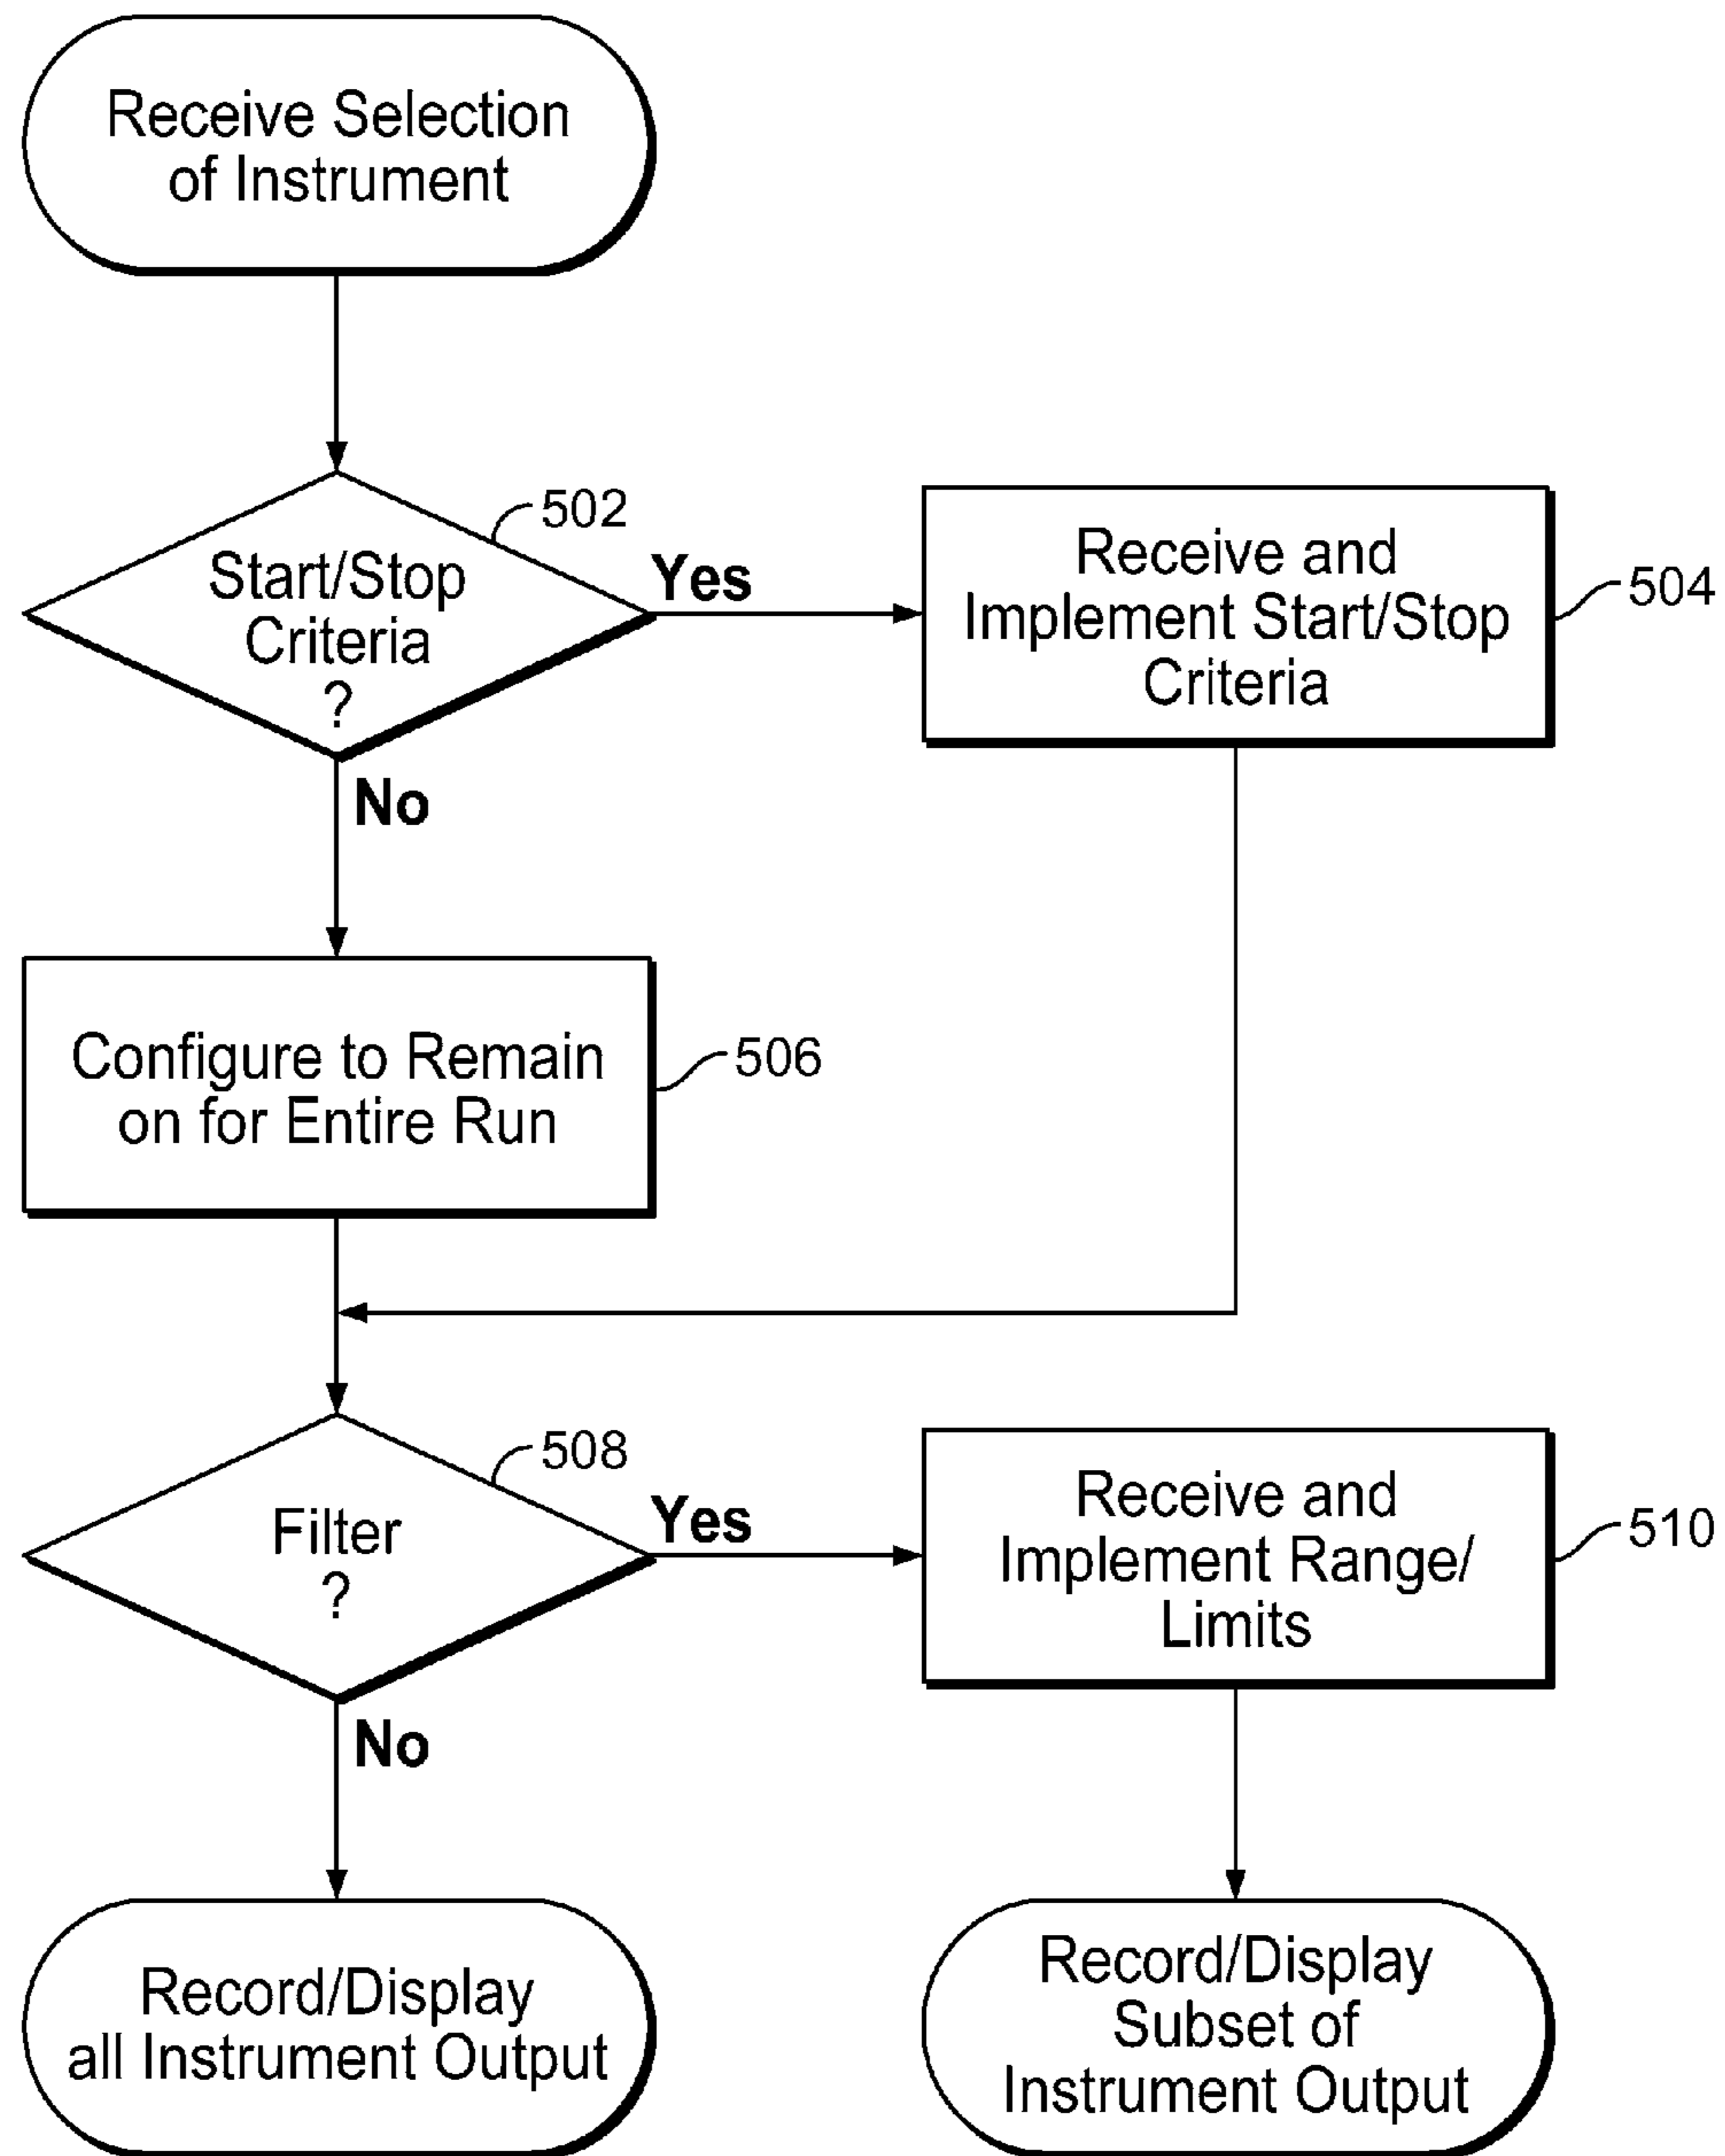 Receive Selection
of Instrument
502
Start/Stop
Criteria
?
Yes
Receive and
Implement Start/Stop
Criteria
504
No
Configure to Remain
on for Entire Run
506
508
Filter
?
Yes
Receive and
Implement Range/
Limits
510
No
Record/Display
all Instrument Output
Record/Display
Subset of
Instrument Output